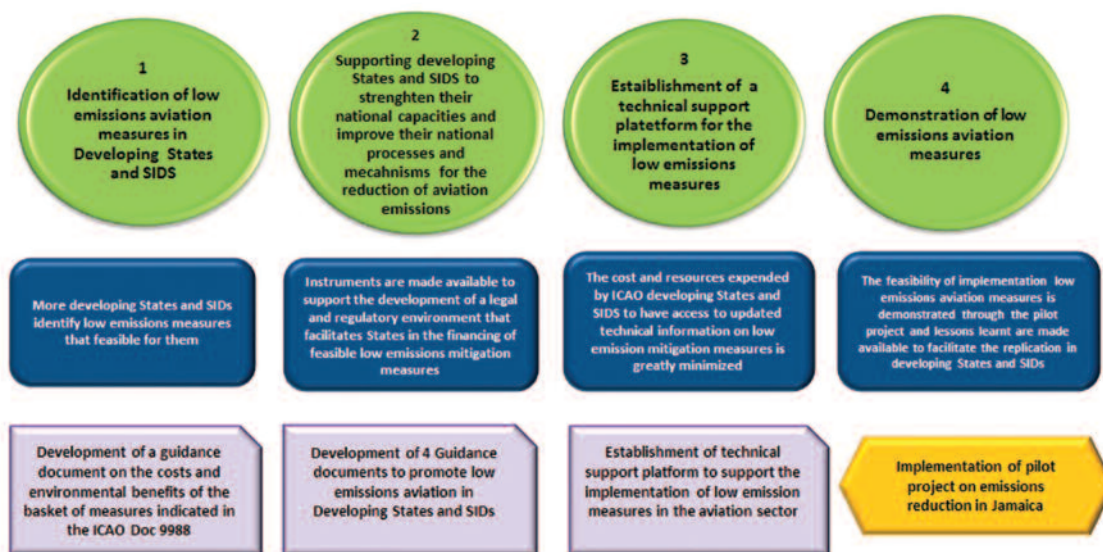 1
Identification of low
emissions aviation
measures in
Developing States
and SIDS
2
Supporting developing
States and SIDS to
strenghten their
national capacities and
improve their national
processes and
mecahnisms for the
reduction of aviation
emissions
3
Estaiblishment of a
technical support
platetform for the
implementation of
low emissions
measures
4
Demonstration of low
emissions aviation
measures
More developing States and SIDs
identify low emissions measures
that feasible for them
Instruments are made available to
support the development of a legal
and regulatory environment that
facilitates States in the financing of
feasible low emissions mitigation
measures
The cost and resources expended
by ICAO developing States and
SIDS to have access to updated
technical information on low
emission mitigation measures is
greatly minimized
The feasibility of implementation low
emissions aviation measures is
demonstrated through the pilot
project and lessons learnt are made
available to facilitate the replication in
developing States and SIDs
Development of a guidance
document on the costs and
environmental benefits of the
basket of measures indicated in
the ICAO Doc 9988
Development of 4 Guidance
documents to promote low
emissions aviation in
Developing States and SIDs
Establishment of technical
support platform to support the
implementation of low emission
measures in the aviation sector
Implementation of pilot
project on emissions
reduction in Jamaica